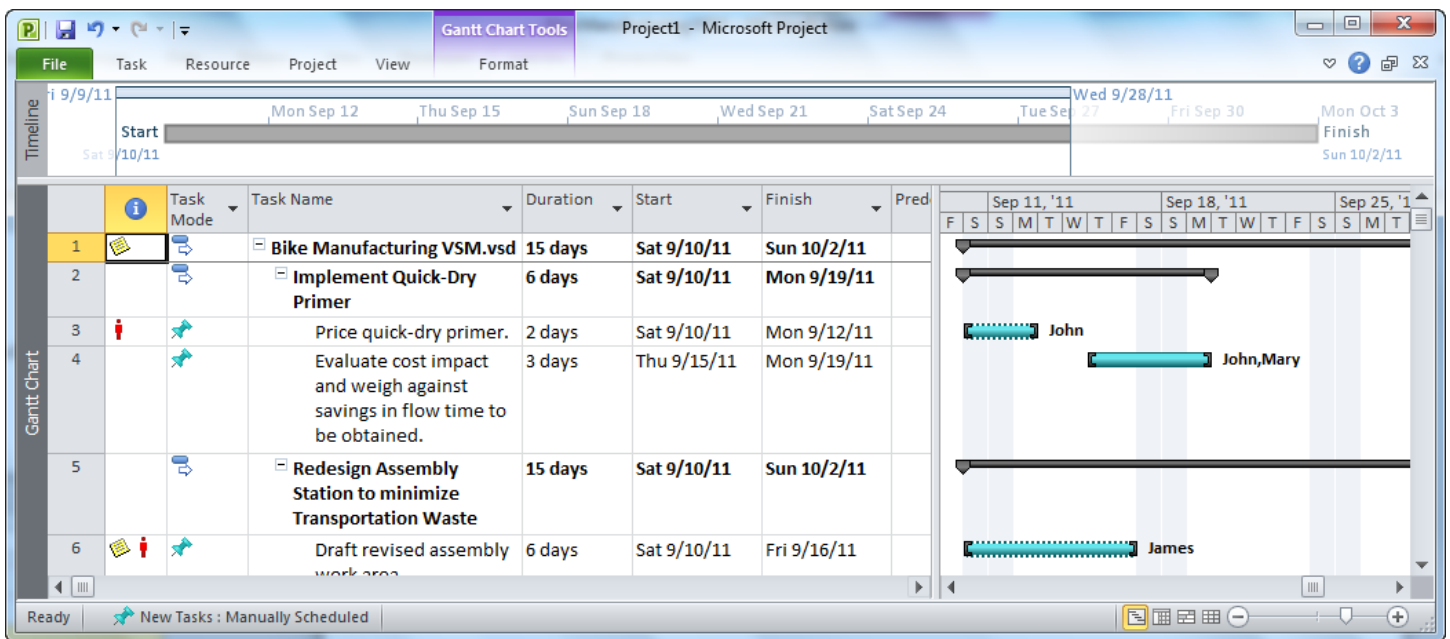 Gantt Chart Tools
Project1 - Microsoft Project
File Task Resource Project View Format
Timeline
ri 9/9/11
Wed 9/28/11
Mon Sep 12 Thu Sep 15 Sun Sep 18 Wed Sep 21 Sat Sep 24 Tue Sep 27 Fri Sep 30 Mon Oct 3
Start
Finish
Sat 9/10/11
Sun 10/2/11
Gantt Chart
Task Mode Task Name Duration Start Finish Pred
Sep 11, '11 Sep 18, '11 Sep 25, '1
F S S M T W T F S S M T W T F S S M T
1 Bike Manufacturing VSM.vsd 15 days Sat 9/10/11 Sun 10/2/11
2 Implement Quick-Dry 6 days Sat 9/10/11 Mon 9/19/11
Primer
3 Price quick-dry primer. 2 days Sat 9/10/11 Mon 9/12/11 John
4 Evaluate cost impact 3 days Thu 9/15/11 Mon 9/19/11 John,Mary
and weigh against
savings in flow time to
be obtained.
5 Redesign Assembly 15 days Sat 9/10/11 Sun 10/2/11
Station to minimize
Transportation Waste
6 Draft revised assembly 6 days Sat 9/10/11 Fri 9/16/11 James
work area
Ready New Tasks : Manually Scheduled